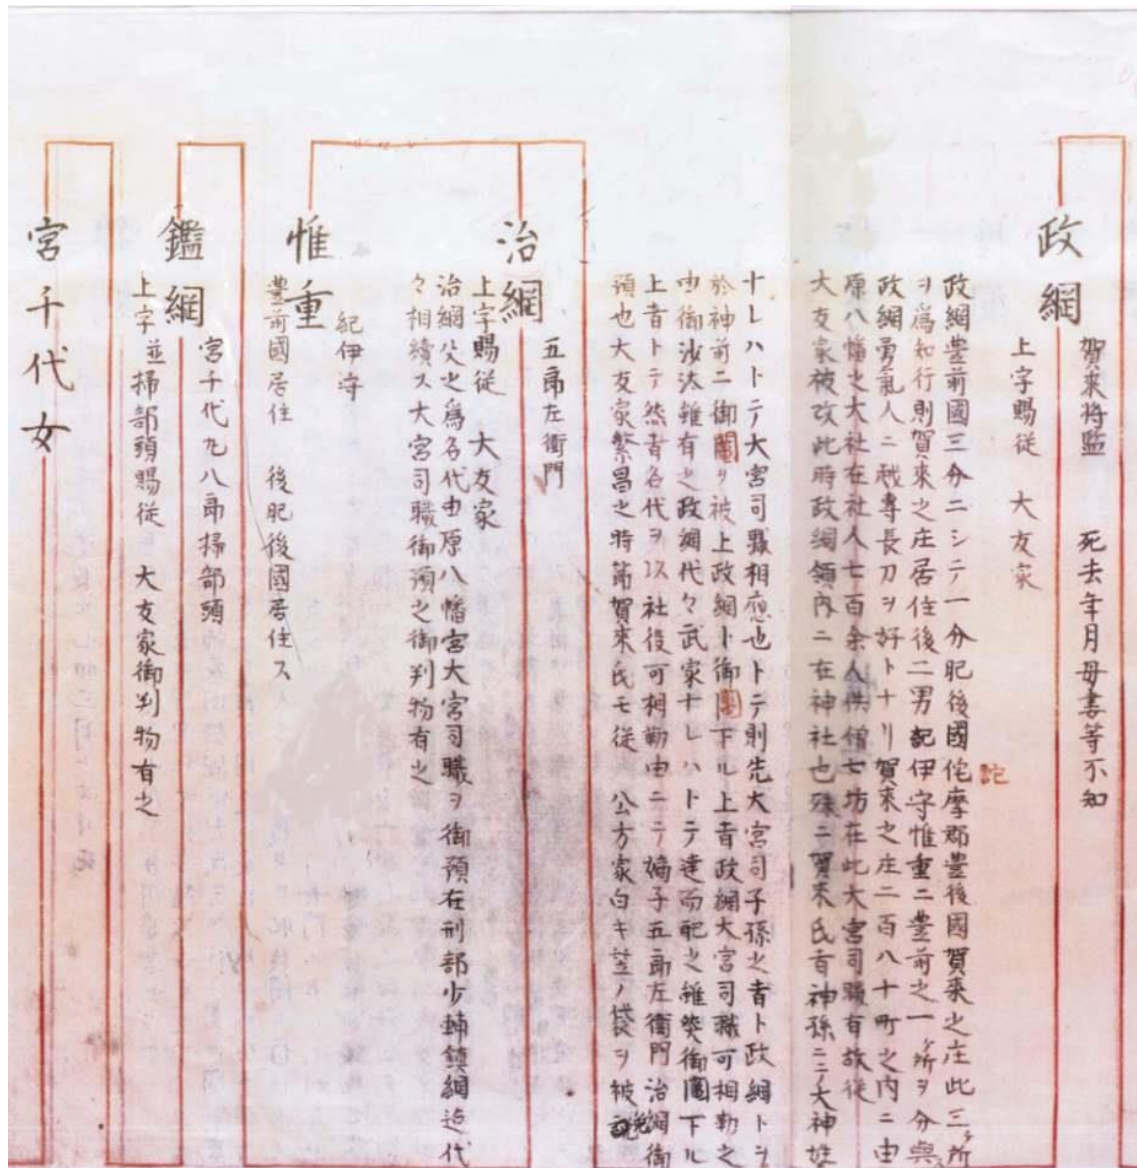 政綱
賀来将監　死去年月母妻等不知
上字賜従　大友家
記
政綱豊前國三分二シテ一分肥後國侘摩郡豊後國賀来之庄此三ヶ所
ヲ為知行則賀来之庄居住後二男記伊守惟重ニ豊前之一ヶ所ヲ分與
政綱勇氣人ニ越専長刀ヲ好トナリ賀来之庄二百八十町之内ニ由
原八幡之大社在社人七百余人供僧七坊在此大宮司職有故従
大友家被改此時政綱領内ニ在神社也殊ニ賀来氏者神孫ニテ大神姓
ナレハトテ大宮司職相應也トテ則先大宮司子孫之者ト政綱トヲ
於神前ニ御圖ヲ被上政綱ト御圖下ル上者政綱大宮司職可相勤之
由御沙汰雖有之政綱代々武家ナレハトテ達而配之雖然御圖下ル
上者トテ然者名代ヲ以社役可相勤由ニテ嫡子五郎左衛門治綱御
預也大友家繁昌之時節賀来氏モ従　公方家白キ笠ノ袋ヲ被
治綱
五郎左衛門
上字賜従　大友家
治綱父之為名代由原八幡宮大宮司職ヲ御預在刑部少輔鎮綱迄代
々相續ス大宮司職御預之御判物有之
惟重
紀伊守
豊前國居住　後肥後國居住ス
鑑綱
宮千代丸八郎掃部頭
上字並掃部頭賜従　大友家御判物有之
宮千代女